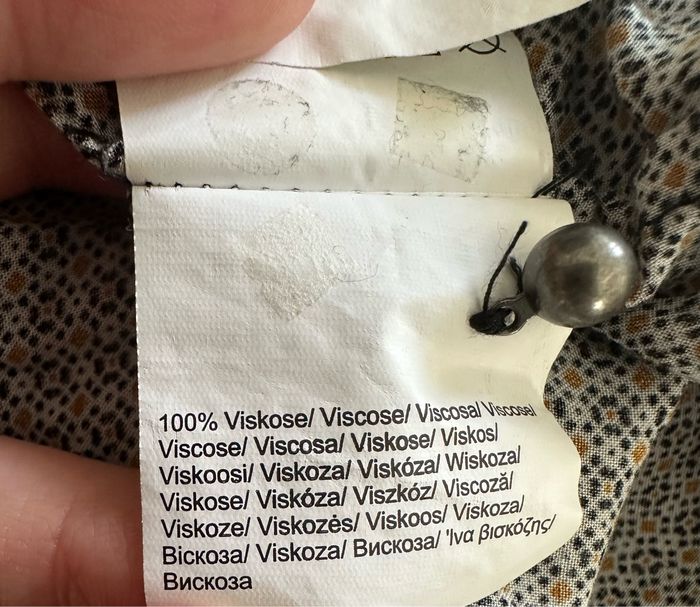 100% Viskose/ Viscose/ Viscosa/ Viscose/
Viscose/ Viscosa/ Viskose/ Viskos/
Viskoosi/ Viskoza/ Viskóza/ Wiskoza/
Viskose/ Viskóza/ Viszkóz/ Viscoză/
Viskoze/ Viskozės/ Viskoos/ Viskoza/
Віскоза/ Viskoza/ Вискоза/ 'Ινα βισκόζης/
Вискоза